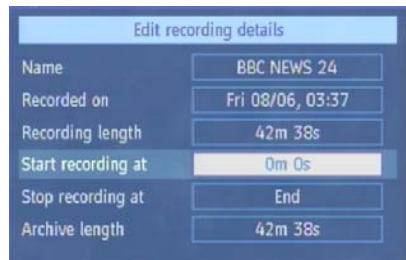 Edit recording details
Name BBC NEWS 24
Recorded on Fri 08/06, 03:37
Recording length 42m 38s
Start recording at 0m 0s
Stop recording at End
Archive length 42m 38s